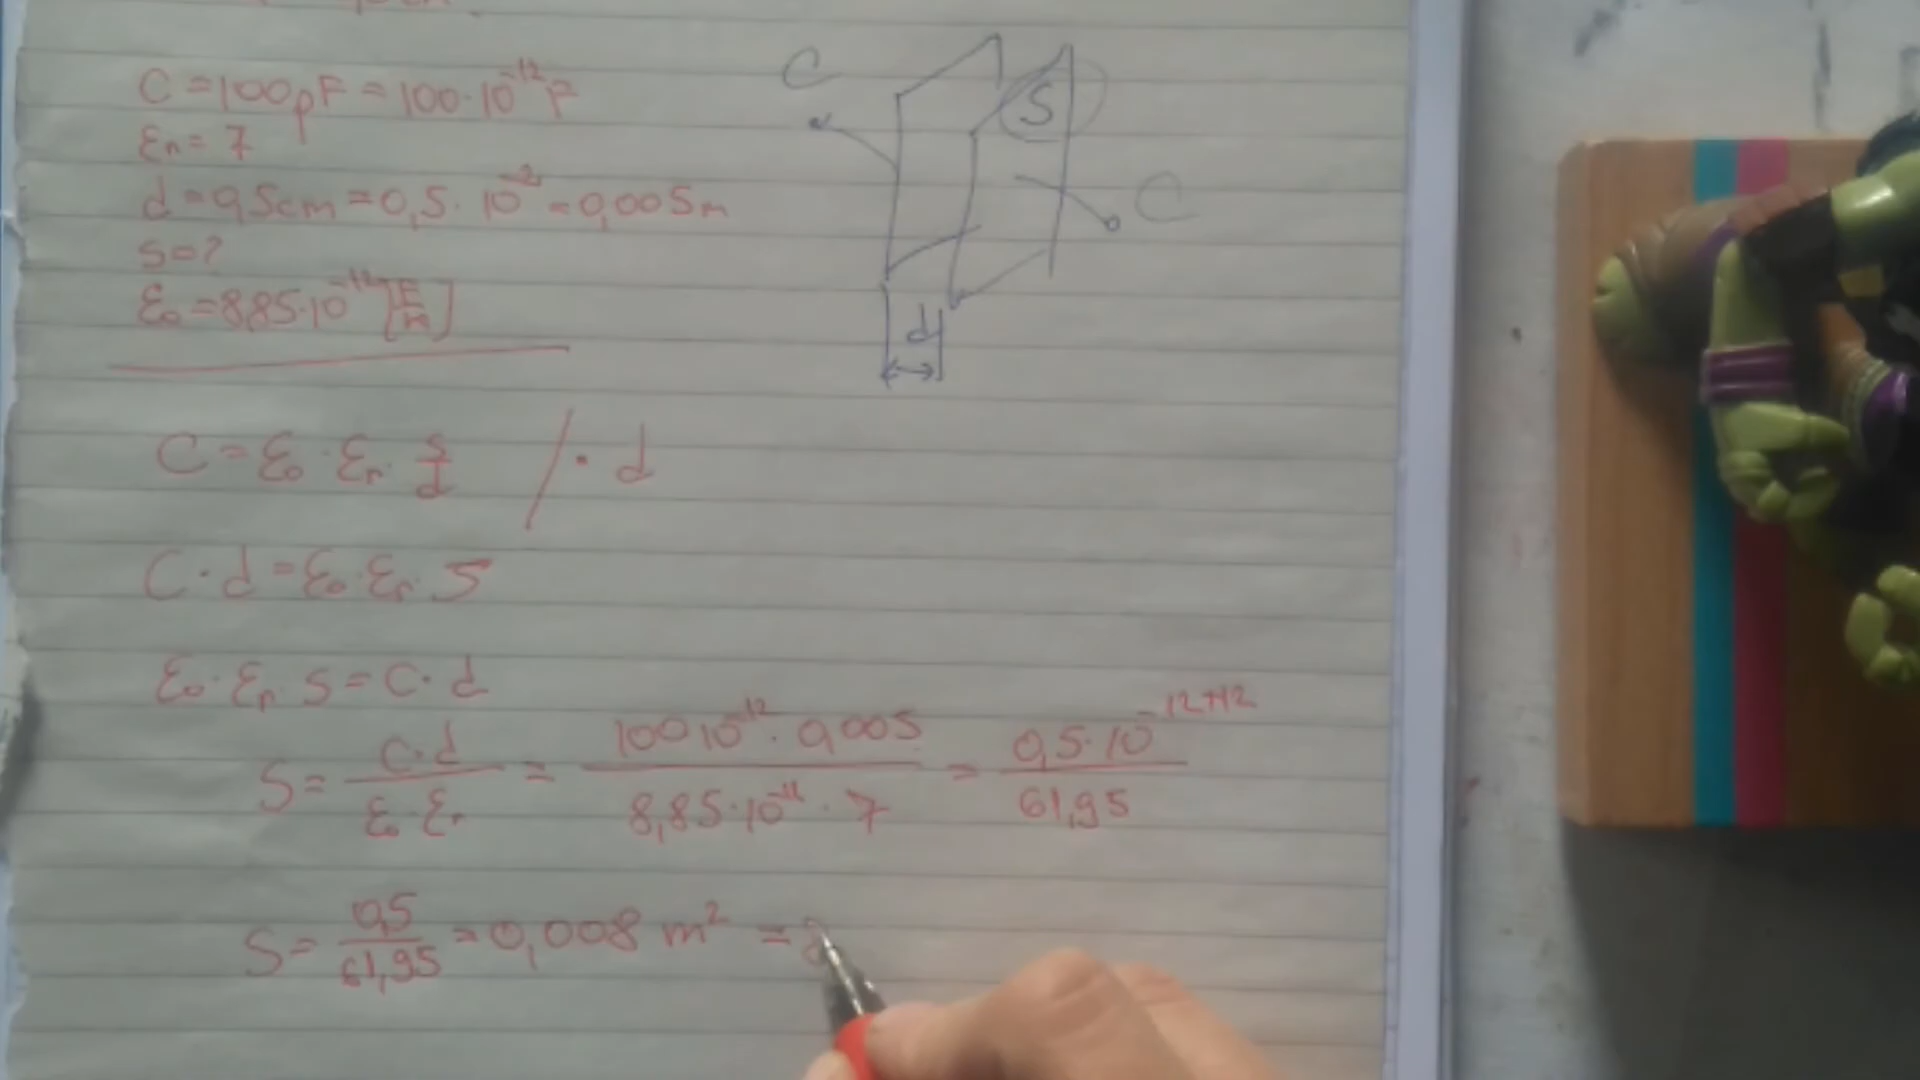 C = 100pF = 100·10⁻¹² F
εr = 7
d = 0,5cm = 0,5·10⁻² = 0,005m
S = ?
ε₀ = 8,85·10⁻¹² [F/m]
C
S
C
d
C = ε₀·εr·S/d /·d
C·d = ε₀·εr·S
ε₀·εr S = C·d
S = C·d/ε₀·εr = 100 10⁻¹²·0,005/8,85·10⁻¹²·7 = 0,5·10⁻¹²⁺¹²/61,95
S = 0,5/61,95 = 0,008 m² = 8